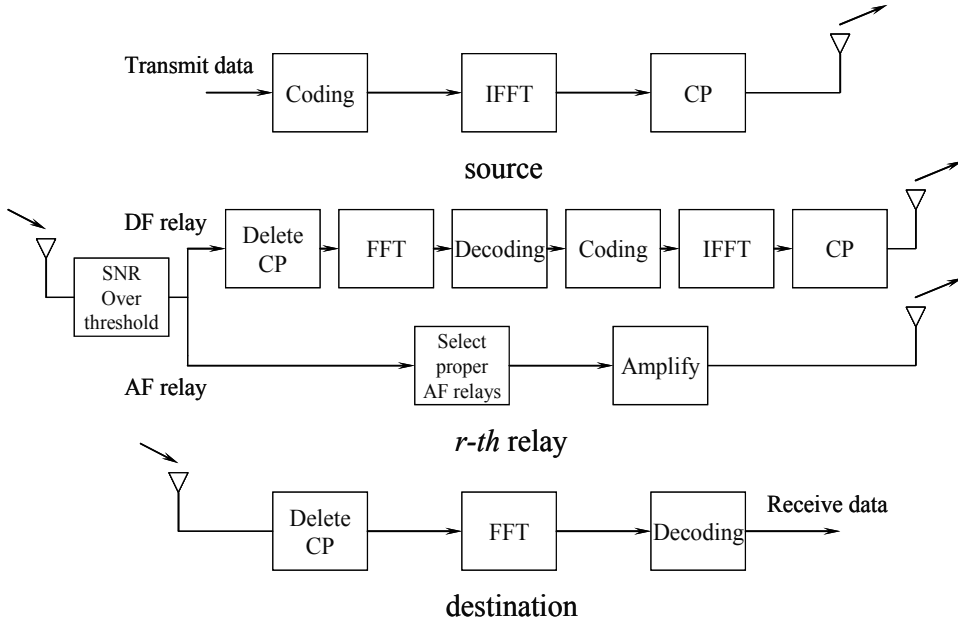 Transmit data
Coding
IFFT
CP
source
DF relay
Delete
CP
FFT
Decoding
Coding
IFFT
CP
SNR
Over
threshold
AF relay
Select
proper
AF relays
Amplify
r-th relay
Delete
CP
FFT
Decoding
Receive data
destination